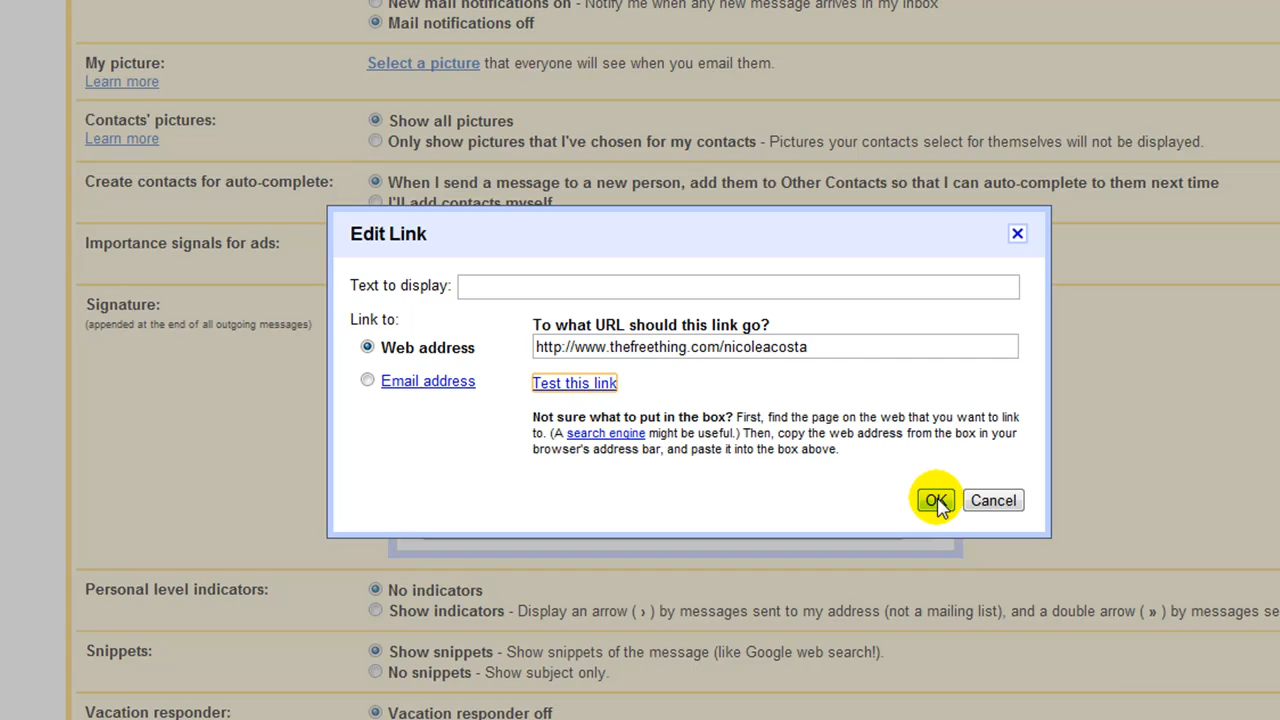 New mail notifications on - Notify me when any new message arrives in my inbox
Mail notifications off
My picture:
Select a picture that everyone will see when you email them.
Learn more
Contacts' pictures:
Show all pictures
Learn more
Only show pictures that I've chosen for my contacts - Pictures your contacts select for themselves will not be displayed.
Create contacts for auto-complete:
When I send a message to a new person, add them to Other Contacts so that I can auto-complete to them next time
I'll add contacts myself
Importance signals for ads:
Signature:
(appended at the end of all outgoing messages)
Edit Link
Text to display:
Link to:
To what URL should this link go?
Web address
http://www.thefreething.com/nicoleacosta
Email address
Test this link
Not sure what to put in the box? First, find the page on the web that you want to link
to. (A search engine might be useful.) Then, copy the web address from the box in your
browser's address bar, and paste it into the box above.
OK
Cancel
Personal level indicators:
No indicators
Show indicators - Display an arrow ( › ) by messages sent to my address (not a mailing list), and a double arrow ( » ) by messages se
Snippets:
Show snippets - Show snippets of the message (like Google web search!).
No snippets - Show subject only.
Vacation responder:
Vacation responder off